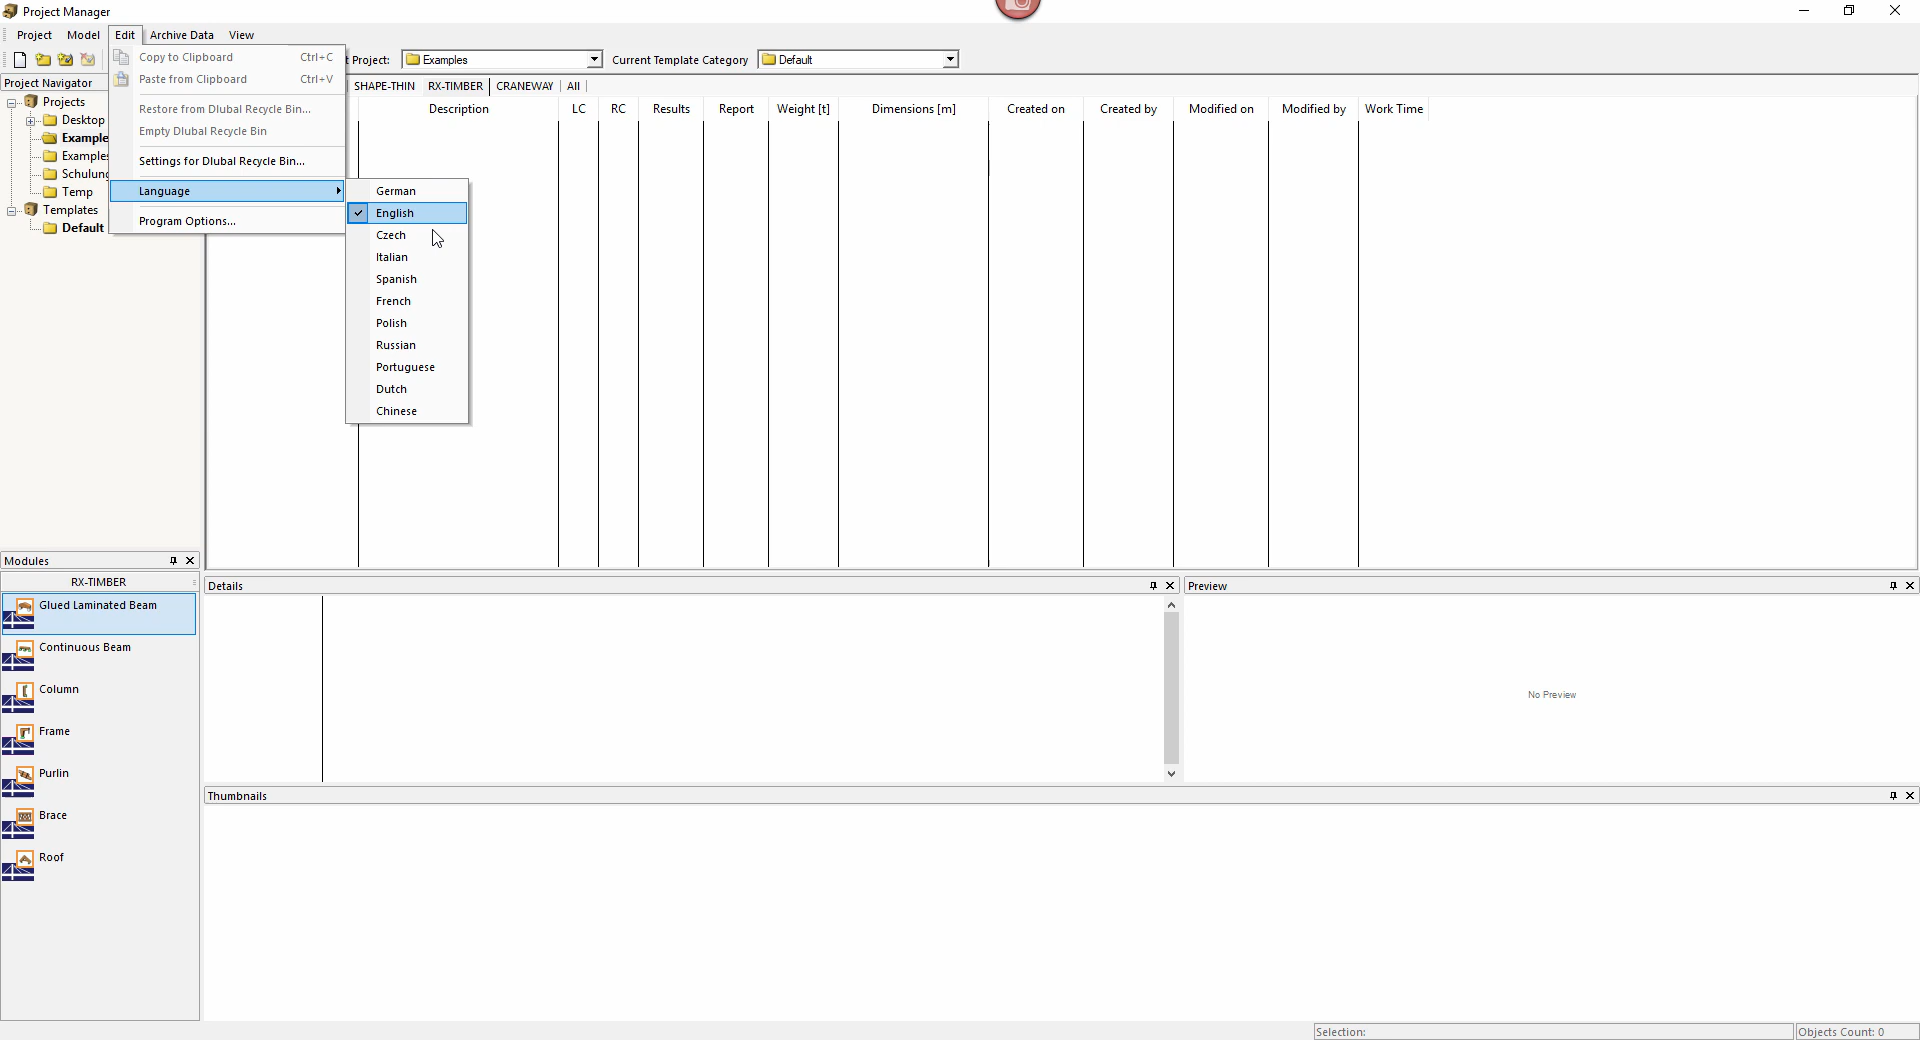 Project Manager
Project Model Edit Archive Data View
t Project: Examples Current Template Category Default
Project Navigator
Projects
Desktop
Example
Examples
Schulung
Temp
Templates
Default
Copy to Clipboard Ctrl+C
Paste from Clipboard Ctrl+V
Restore from Dlubal Recycle Bin...
Empty Dlubal Recycle Bin
Settings for Dlubal Recycle Bin...
Language
Program Options...
German
English
Czech
Italian
Spanish
French
Polish
Russian
Portuguese
Dutch
Chinese
SHAPE-THIN RX-TIMBER CRANEWAY All
Description LC RC Results Report Weight [t] Dimensions [m] Created on Created by Modified on Modified by Work Time
Modules
RX-TIMBER
Glued Laminated Beam
Continuous Beam
Column
Frame
Purlin
Brace
Roof
Details
Preview
No Preview
Thumbnails
Selection:
Objects Count: 0